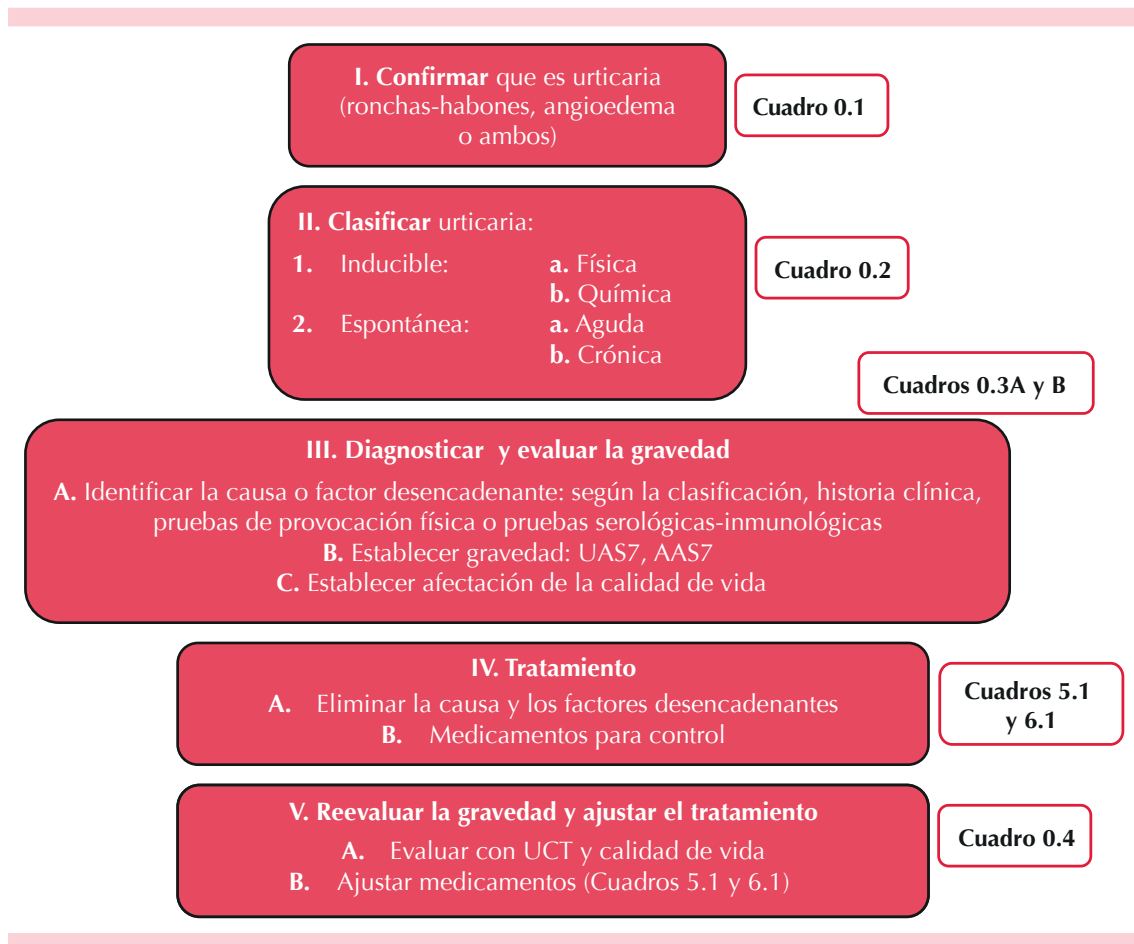 I. Confirmar que es urticaria
(ronchas-habones, angioedema
o ambos)
Cuadro 0.1
II. Clasificar urticaria:
1. Inducible: a. Física
b. Química
2. Espontánea: a. Aguda
b. Crónica
Cuadro 0.2
Cuadros 0.3A y B
III. Diagnosticar y evaluar la gravedad
A. Identificar la causa o factor desencadenante: según la clasificación, historia clínica,
pruebas de provocación física o pruebas serológicas-inmunológicas
B. Establecer gravedad: UAS7, AAS7
C. Establecer afectación de la calidad de vida
IV. Tratamiento
A. Eliminar la causa y los factores desencadenantes
B. Medicamentos para control
Cuadros 5.1
y 6.1
V. Reevaluar la gravedad y ajustar el tratamiento
A. Evaluar con UCT y calidad de vida
B. Ajustar medicamentos (Cuadros 5.1 y 6.1)
Cuadro 0.4